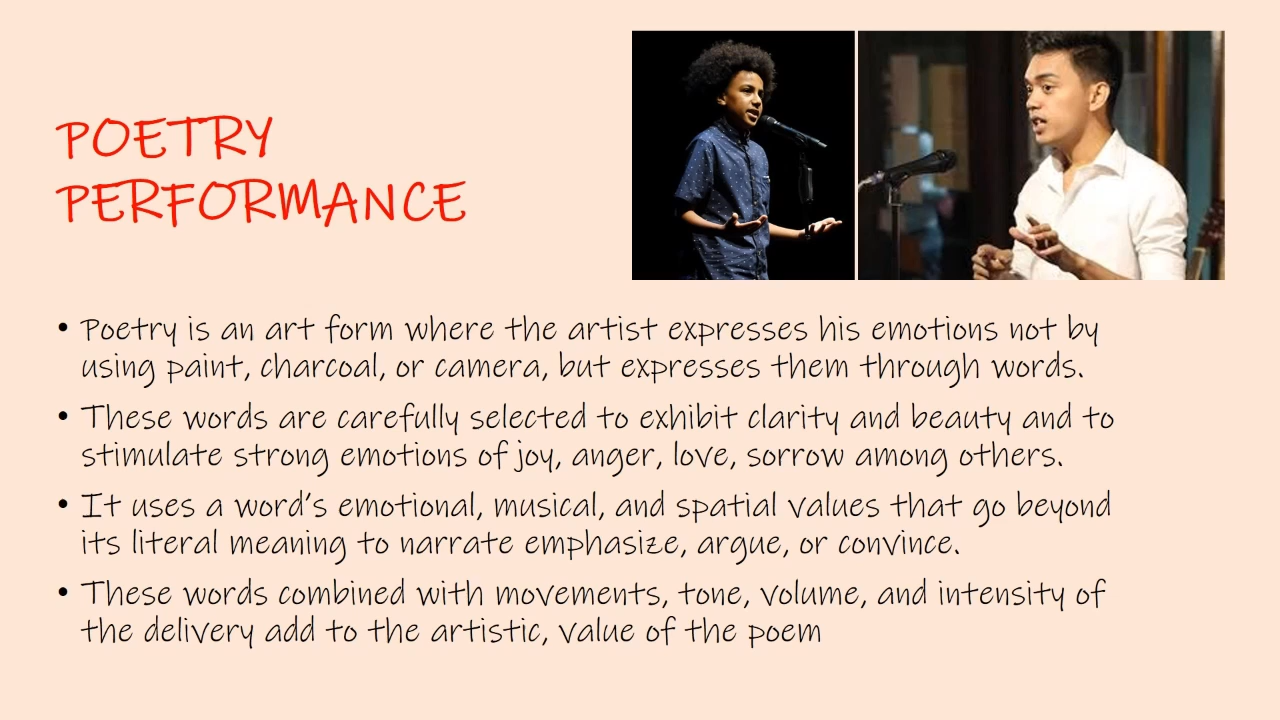 POETRY
PERFORMANCE
• Poetry is an art form where the artist expresses his emotions not by
using paint, charcoal, or camera, but expresses them through words.
• These words are carefully selected to exhibit clarity and beauty and to
stimulate strong emotions of joy, anger, love, sorrow among others.
• It uses a word's emotional, musical, and spatial values that go beyond
its literal meaning to narrate emphasize, argue, or convince.
• These words combined with movements, tone, volume, and intensity of
the delivery add to the artistic, value of the poem